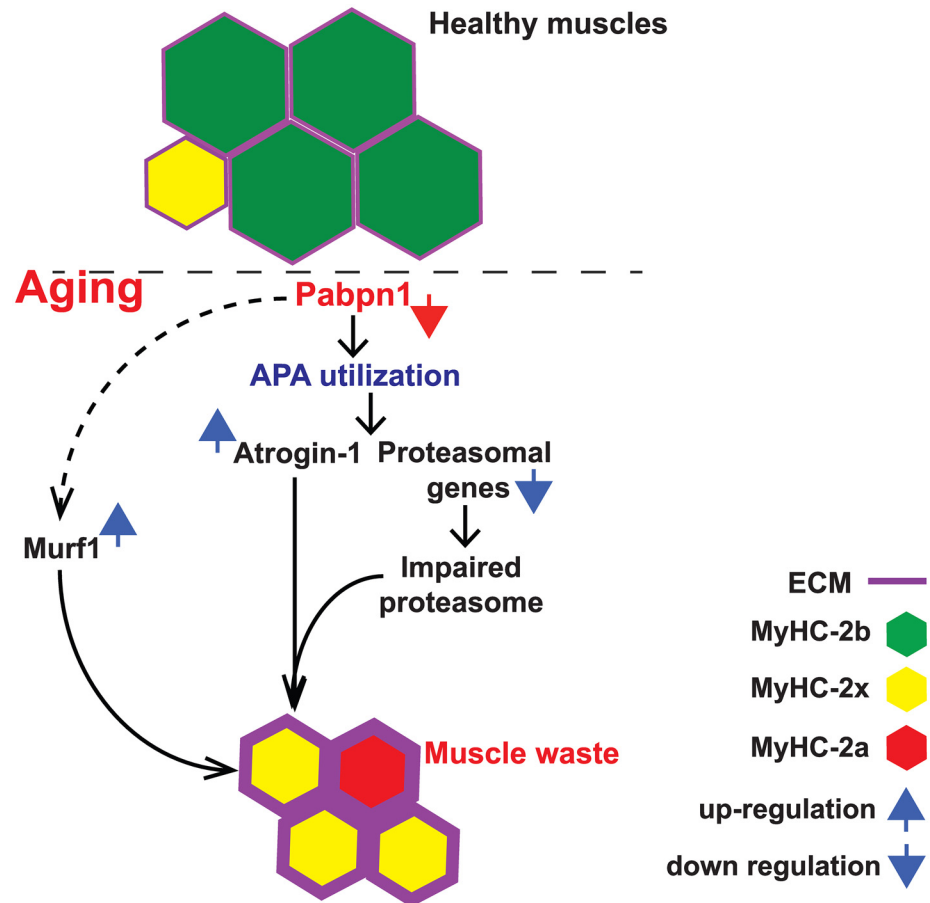 Healthy muscles
Aging
Pabpn1
APA utilization
Atrogin-1
Proteasomal
genes
Murf1
Impaired
proteasome
Muscle waste
ECM
MyHC-2b
MyHC-2x
MyHC-2a
up-regulation
down regulation